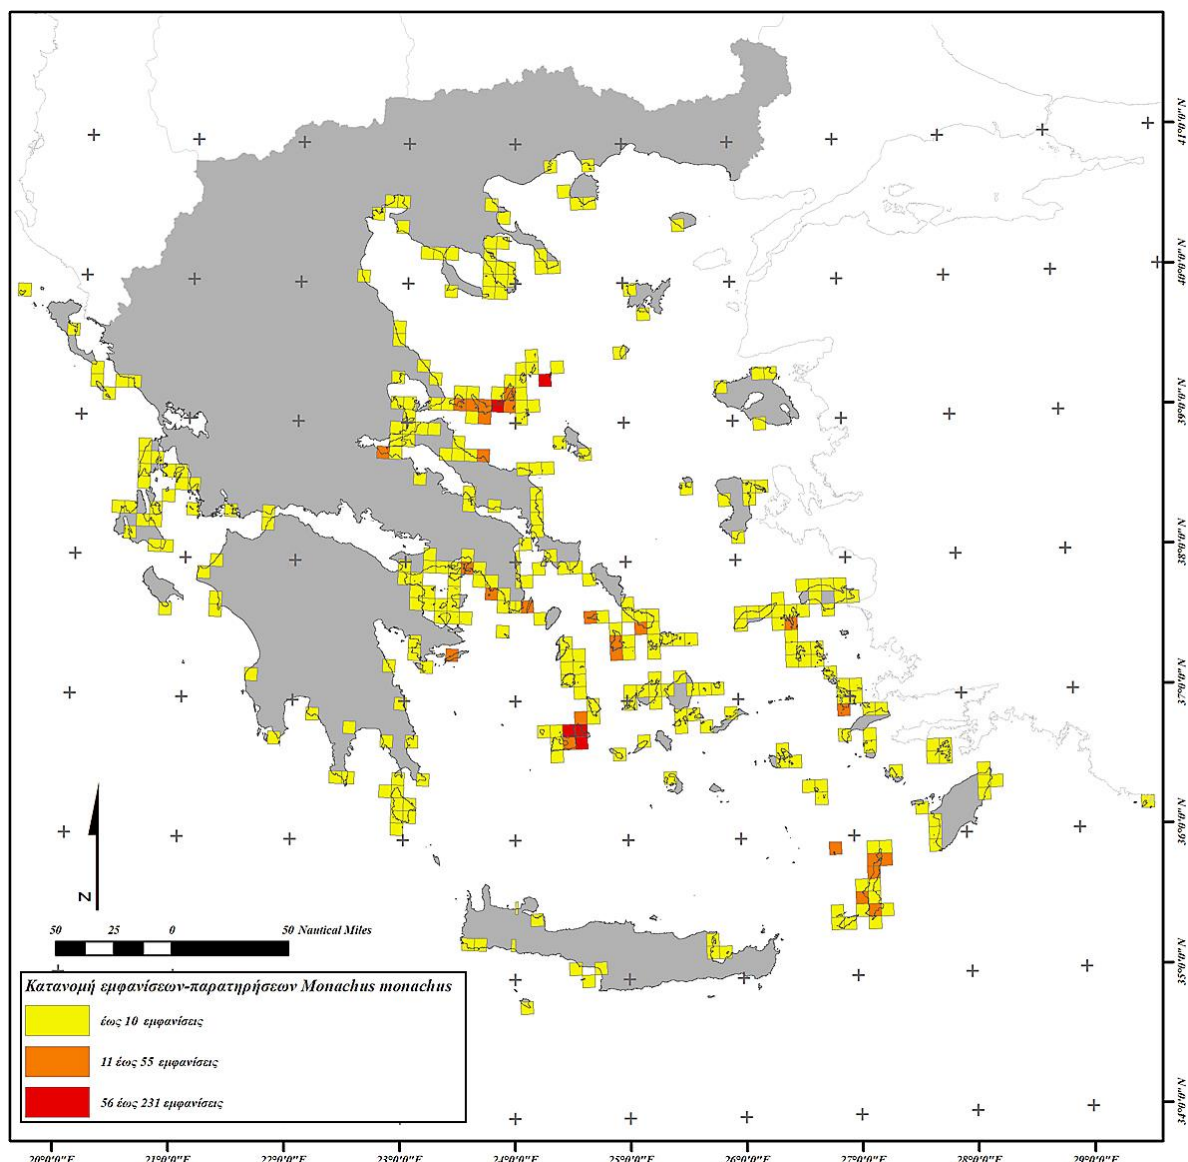 41°0'0"N
40°0'0"N
39°0'0"N
38°0'0"N
37°0'0"N
36°0'0"N
35°0'0"N
34°0'0"N
N
50 25 0 50 Nautical Miles
Κατανομή εμφανίσεων-παρατηρήσεων Monachus monachus
έως 10 εμφανίσεις
11 έως 55 εμφανίσεις
56 έως 231 εμφανίσεις
20°0'0"E 21°0'0"E 22°0'0"E 23°0'0"E 24°0'0"E 25°0'0"E 26°0'0"E 27°0'0"E 28°0'0"E 29°0'0"E